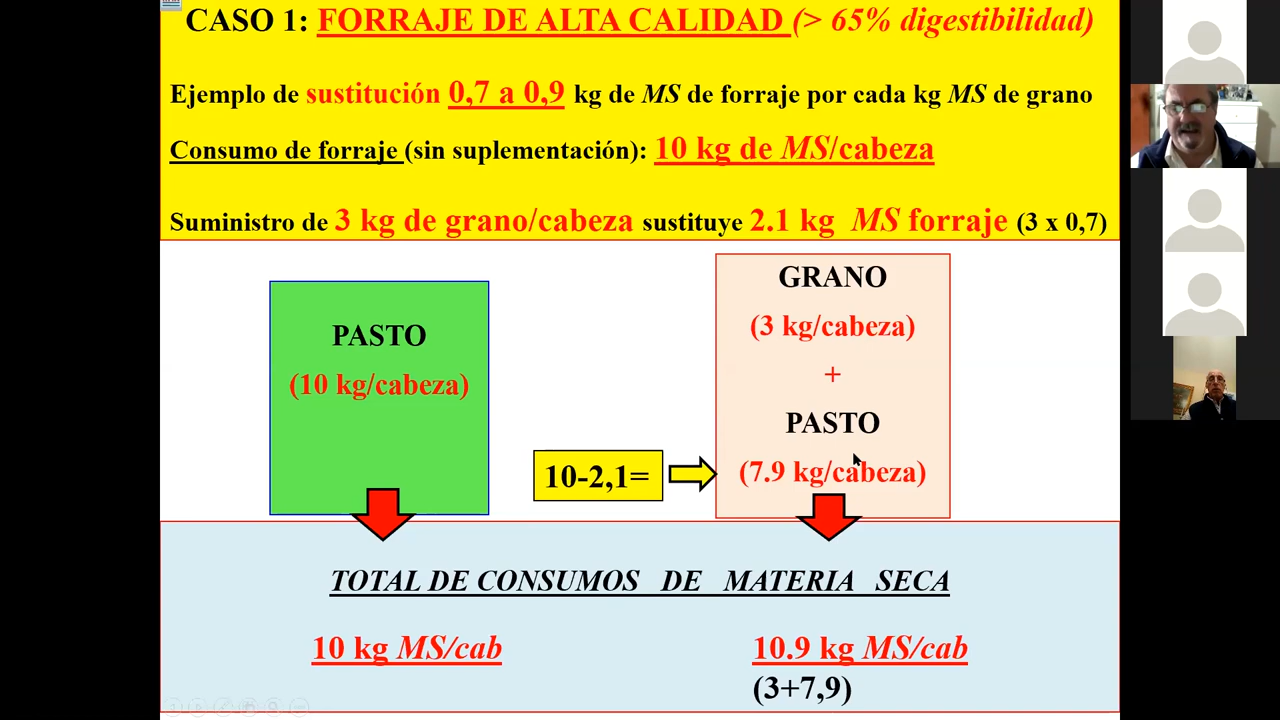 CASO 1: FORRAJE DE ALTA CALIDAD (> 65% digestibilidad)
Ejemplo de sustitución 0,7 a 0,9 kg de MS de forraje por cada kg MS de grano
Consumo de forraje (sin suplementación): 10 kg de MS/cabeza
Suministro de 3 kg de grano/cabeza sustituye 2.1 kg MS forraje (3 x 0,7)
PASTO
(10 kg/cabeza)
10-2,1=
GRANO
(3 kg/cabeza)
+
PASTO
(7.9 kg/cabeza)
TOTAL DE CONSUMOS DE MATERIA SECA
10 kg MS/cab
10.9 kg MS/cab
(3+7,9)